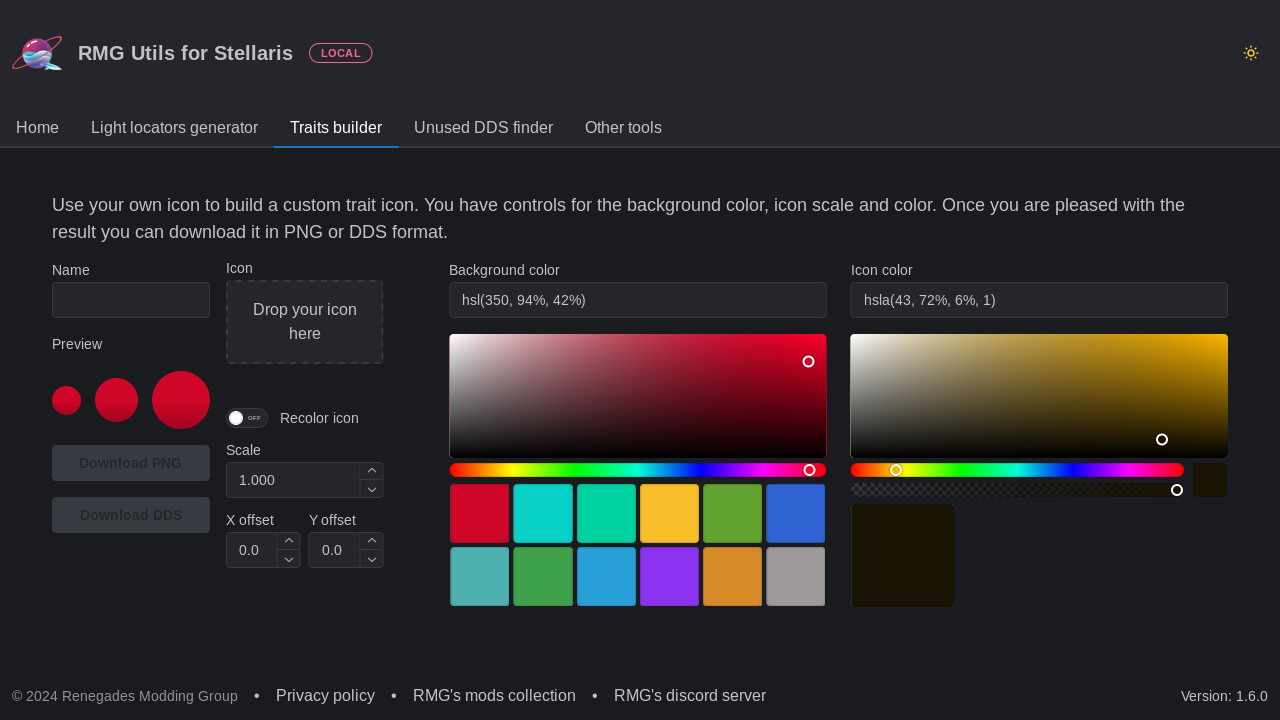 RMG Utils for Stellaris
LOCAL
Home
Light locators generator
Traits builder
Unused DDS finder
Other tools
Use your own icon to build a custom trait icon. You have controls for the background color, icon scale and color. Once you are pleased with the
result you can download it in PNG or DDS format.
Name
Preview
Download PNG
Download DDS
Icon
Drop your icon
here
OFF
Recolor icon
Scale
1.000
X offset
0.0
Y offset
0.0
Background color
hsl(350, 94%, 42%)
Icon color
hsla(43, 72%, 6%, 1)
© 2024 Renegades Modding Group
•
Privacy policy
•
RMG's mods collection
•
RMG's discord server
Version: 1.6.0